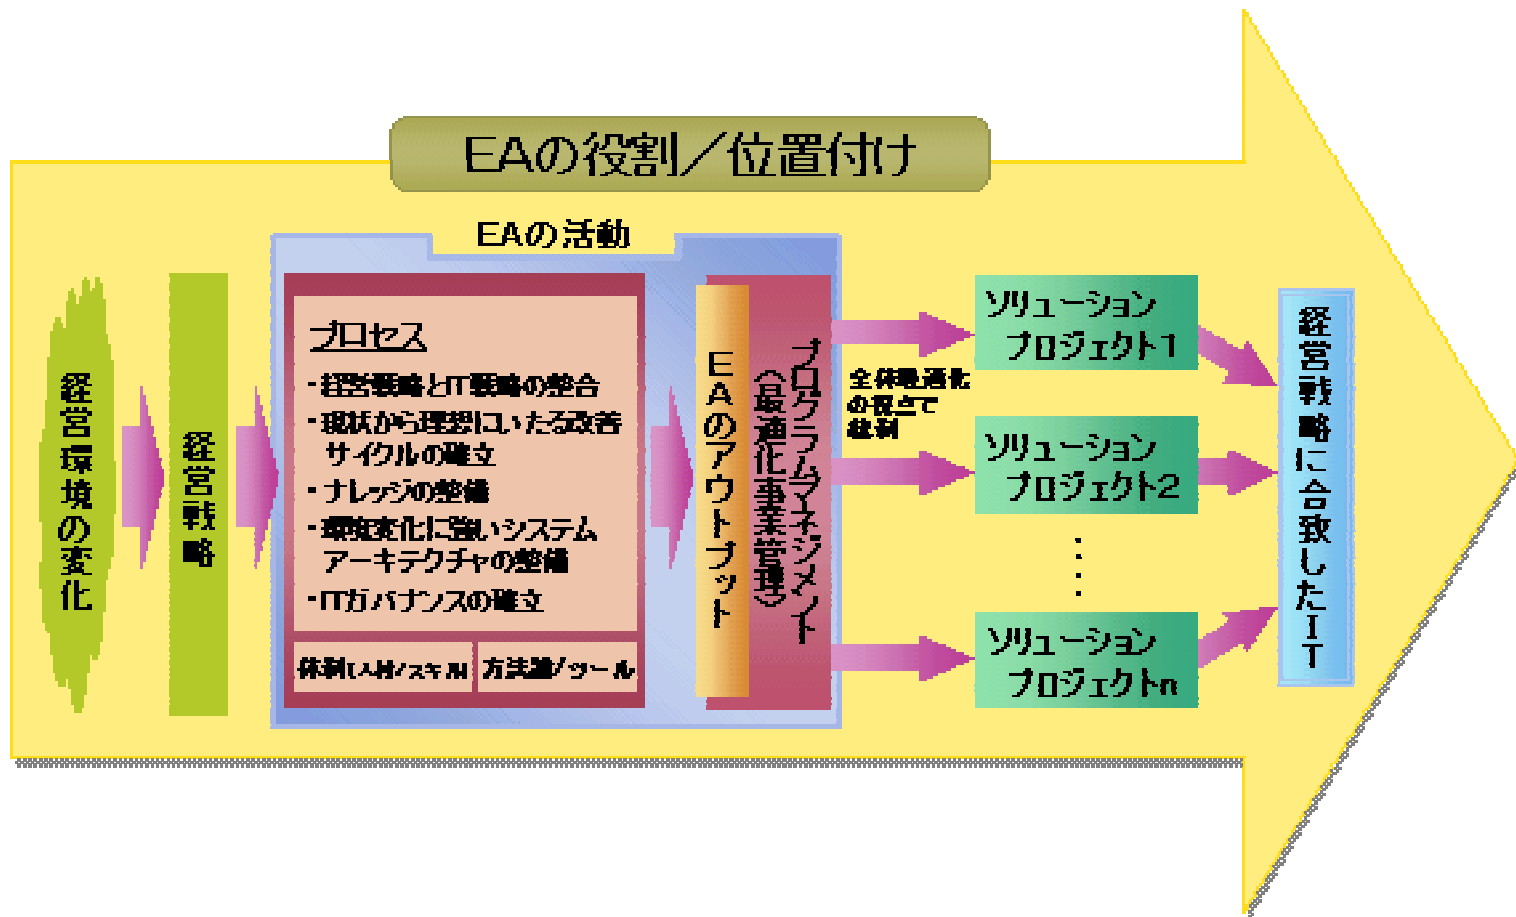 EAの役割／位置付け
EAの活動
経営環境の変化
経営戦略
プロセス
・経営戦略とIT戦略の整合
・現状から理想にいたる改善
サイクルの確立
・ナレッジの整備
・環境変化に強いシステム
アーキテクチャの整備
・ITガバナンスの確立
体制(人材/スキル)
方法論/ツール
EAのアウトプット
プログラムマネジメント
(最適化事業管理)
全体最適化
の視点で
統制
ソリューション
プロジェクト1
ソリューション
プロジェクト2
ソリューション
プロジェクトn
経営戦略に合致したIT